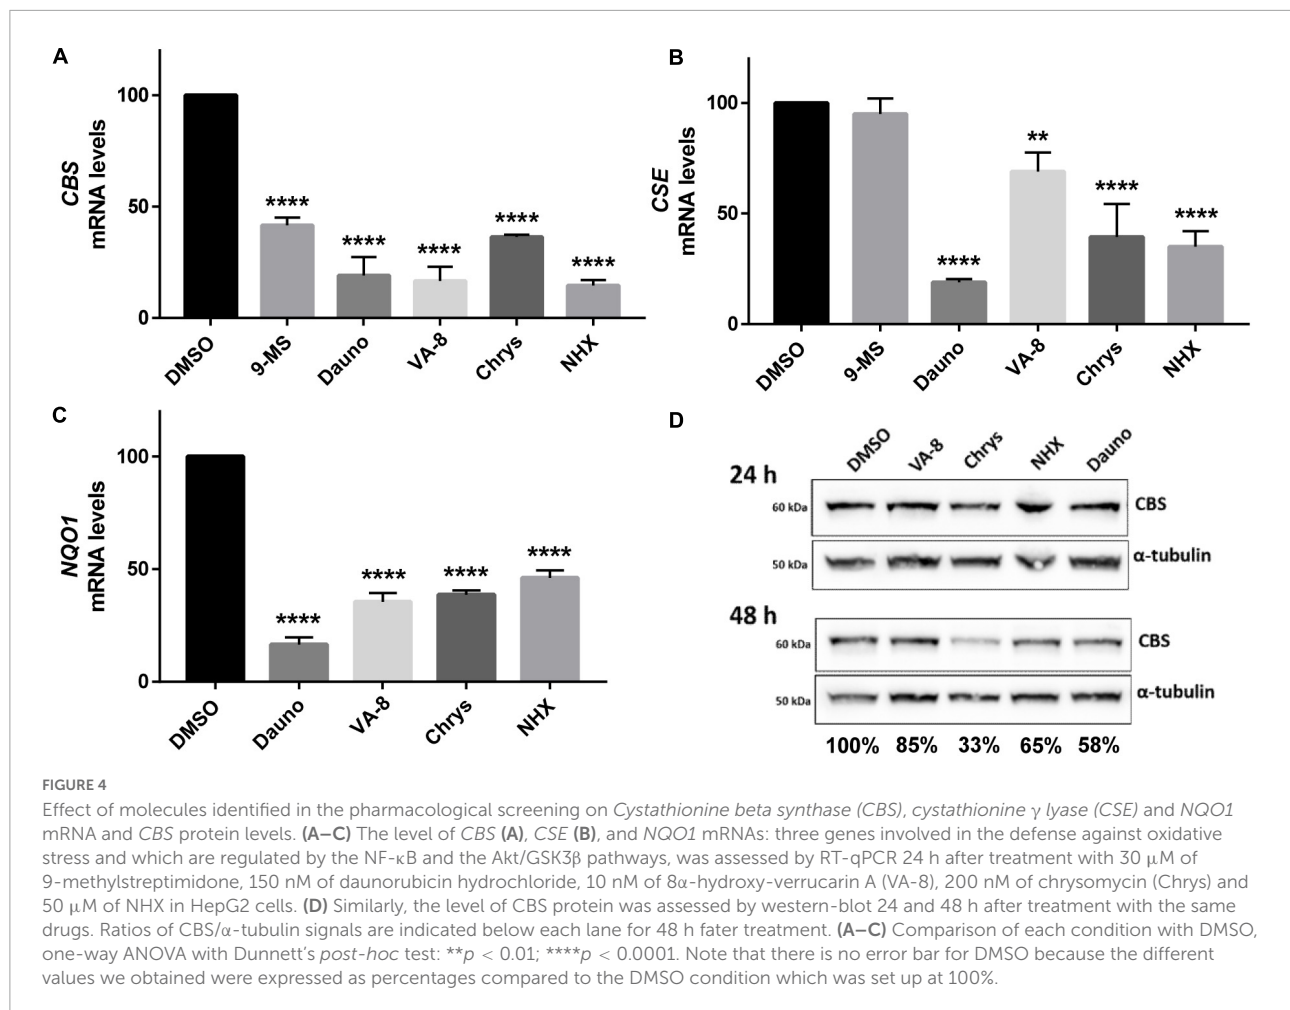 A
CBS
mRNA levels
100
50
0
****
****
****
****
****
DMSO
9-MS
Dauno
VA-8
Chrys
NHX
B
CSE
mRNA levels
100
50
0
**
****
****
****
DMSO
9-MS
Dauno
VA-8
Chrys
NHX
C
NQO1
mRNA levels
100
50
0
****
****
****
****
DMSO
Dauno
VA-8
Chrys
NHX
D
DMSO
VA-8
Chrys
NHX
Dauno
24 h
60 kDa
CBS
50 kDa
α-tubulin
48 h
60 kDa
CBS
50 kDa
α-tubulin
100% 85% 33% 65% 58%
FIGURE 4
Effect of molecules identified in the pharmacological screening on Cystathionine beta synthase (CBS), cystathionine γ lyase (CSE) and NQO1
mRNA and CBS protein levels. (A–C) The level of CBS (A), CSE (B), and NQO1 mRNAs: three genes involved in the defense against oxidative
stress and which are regulated by the NF-κB and the Akt/GSK3β pathways, was assessed by RT-qPCR 24 h after treatment with 30 μM of
9-methylstreptimidone, 150 nM of daunorubicin hydrochloride, 10 nM of 8α-hydroxy-verrucarin A (VA-8), 200 nM of chrysomycin (Chrys) and
50 μM of NHX in HepG2 cells. (D) Similarly, the level of CBS protein was assessed by western-blot 24 and 48 h after treatment with the same
drugs. Ratios of CBS/α-tubulin signals are indicated below each lane for 48 h fater treatment. (A–C) Comparison of each condition with DMSO,
one-way ANOVA with Dunnett's post-hoc test: **p < 0.01; ****p < 0.0001. Note that there is no error bar for DMSO because the different
values we obtained were expressed as percentages compared to the DMSO condition which was set up at 100%.